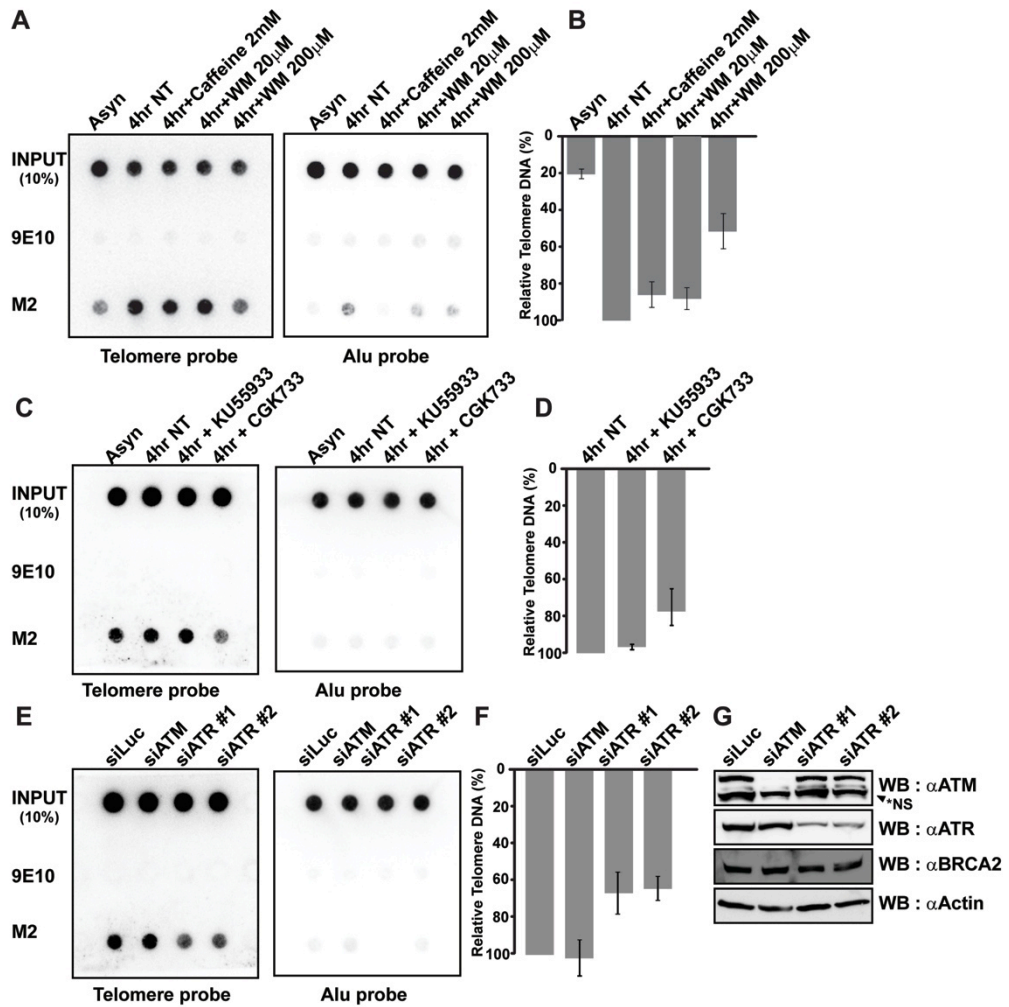 A
Asyn
4hr NT
4hr+Caffeine 2mM
4hr+WM 20μM
4hr+WM 200μM
Asyn
4hr NT
4hr+Caffeine 2mM
4hr+WM 20μM
4hr+WM 200μM
INPUT
(10%)
9E10
M2
Telomere probe
Alu probe
B
Asyn
4hr NT
4hr+Caffeine 2mM
4hr+WM 20μM
4hr+WM 200μM
Relative Telomere DNA (%)
0
20
40
60
80
100
C
Asyn
4hr NT
4hr + KU55933
4hr + CGK733
Asyn
4hr NT
4hr + KU55933
4hr + CGK733
INPUT
(10%)
9E10
M2
Telomere probe
Alu probe
D
4hr NT
4hr + KU55933
4hr + CGK733
Relative Telomere DNA (%)
0
20
40
60
80
100
E
siLuc
siATM
siATR #1
siATR #2
siLuc
siATM
siATR #1
siATR #2
INPUT
(10%)
9E10
M2
Telomere probe
Alu probe
F
siLuc
siATM
siATR #1
siATR #2
Relative Telomere DNA (%)
0
20
40
60
80
100
G
siLuc
siATM
siATR #1
siATR #2
WB : αATM
*NS
WB : αATR
WB : αBRCA2
WB : αActin